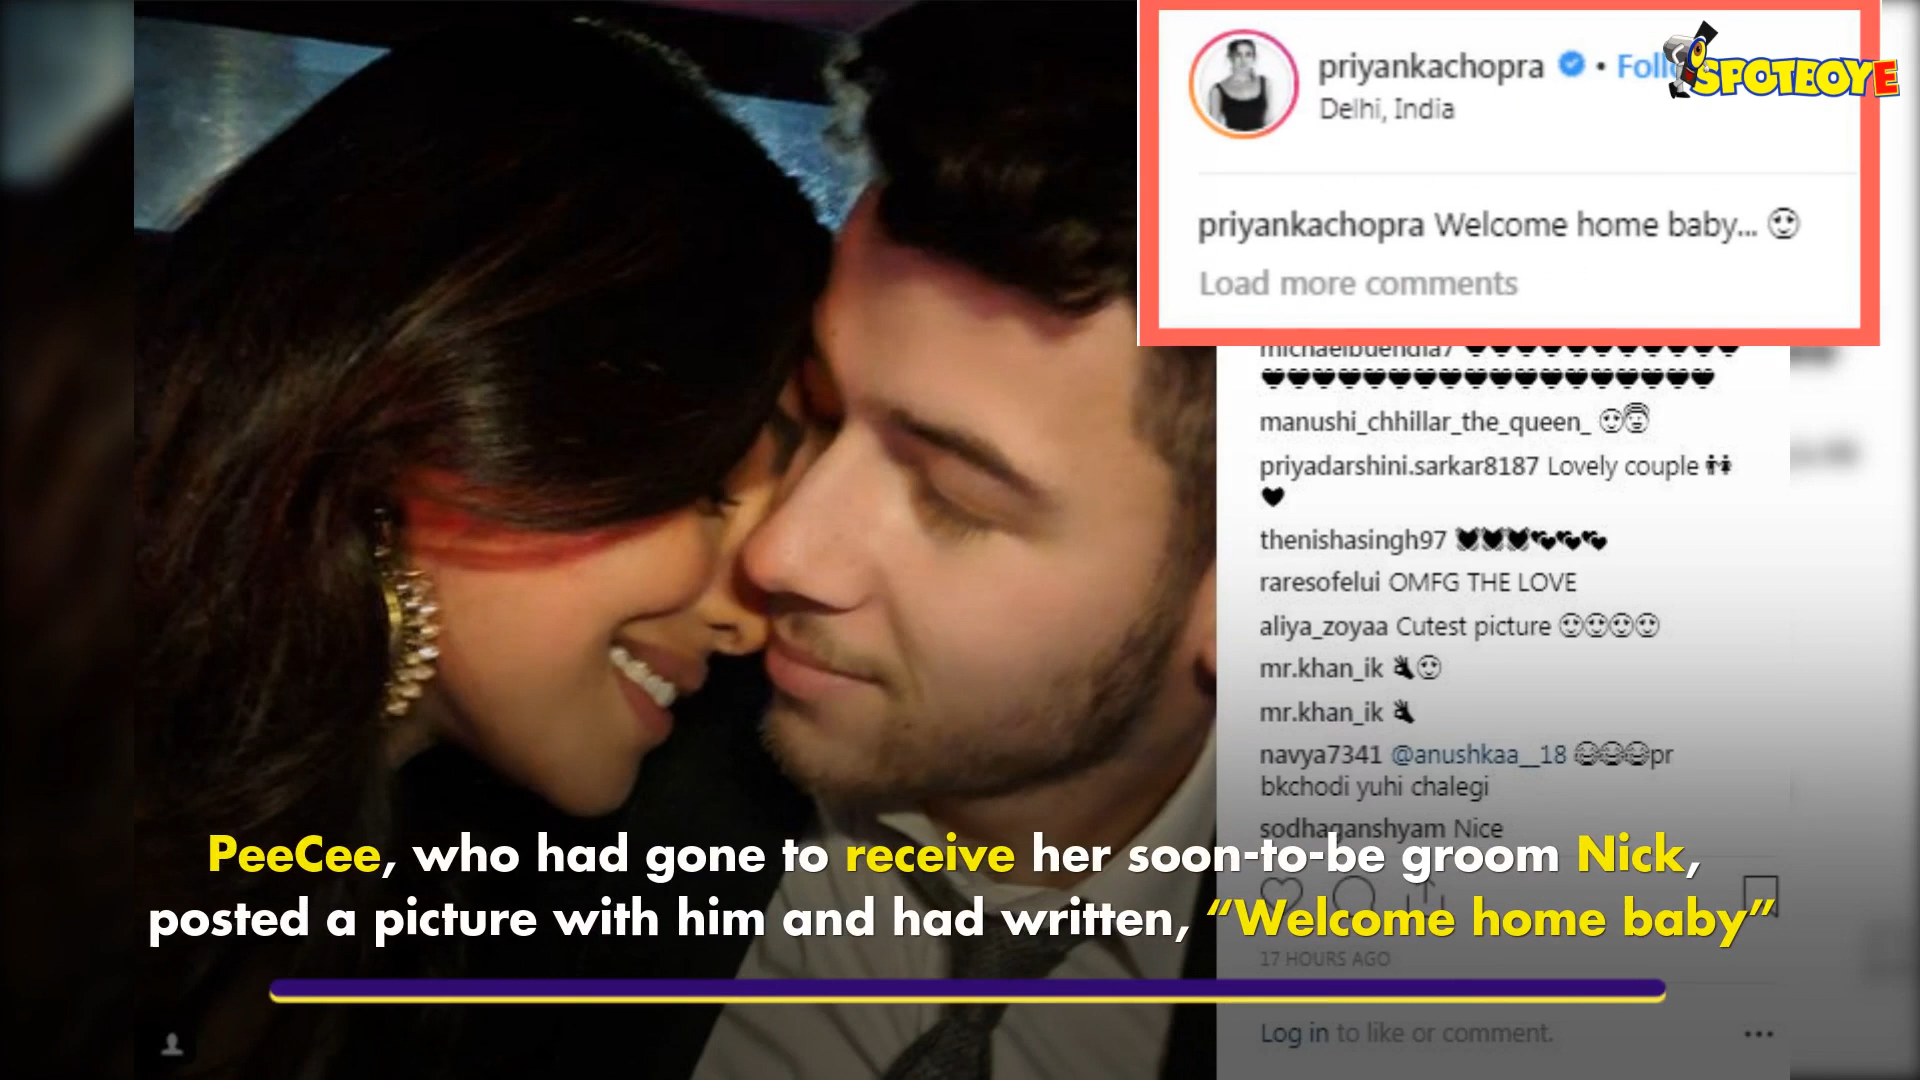 priyankachopra • Foll
SPOTBOYE
Delhi, India
priyankachopra Welcome home baby...
Load more comments
michaelbuendia7
manushi_chhillar_the_queen_
priyadarshini.sarkar8187 Lovely couple
thenishasingh97
raresofelui OMFG THE LOVE
aliya_zoyaa Cutest picture
mr.khan_ik
mr.khan_ik
navya7341 @anushkaa__18 pr
bkchodi yuhi chalegi
sodhaganshyam Nice
PeeCee, who had gone to receive her soon-to-be groom Nick,
posted a picture with him and had written, “Welcome home baby”
17 HOURS AGO
Log in to like or comment.